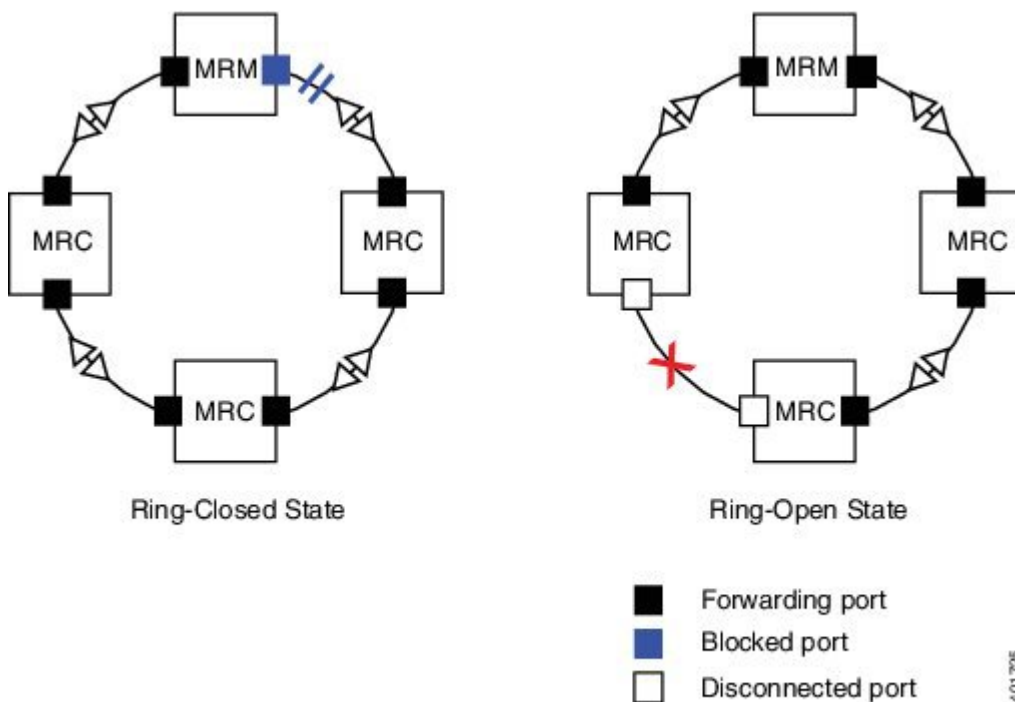 MRM
MRC
MRC
MRC
Ring-Closed State
MRM
MRC
MRC
MRC
Ring-Open State
Forwarding port
Blocked port
Disconnected port